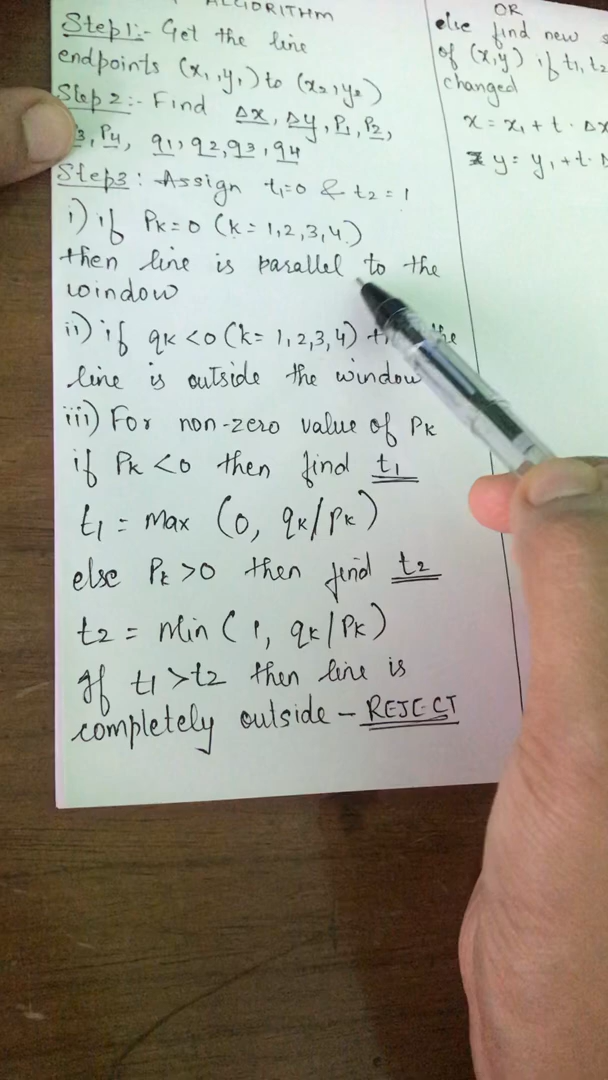 ALGORITHM
Step1:- Get the line
endpoints (x1,y1) to (x2,y2)
Step2:- Find Δx, Δy, P1, P2,
P4, q1, q2, q3, q4
Step3: Assign t1=0 & t2=1
i) if Pk=0 (k=1,2,3,4)
then line is parallel to the
window
ii) if qk<0 (k=1,2,3,4) the
line is outside the window
iii) For non-zero value of Pk
if Pk<0 then find t1
t1 = max (0, qk/pk)
else Pk>0 then find t2
t2 = Min (1, qk/Pk)
If t1>t2 then line is
completely outside - REJECT
OR
else find new
of (x,y) if t1, t2
changed
x = x1 + t. Δx
y = y1 + t.